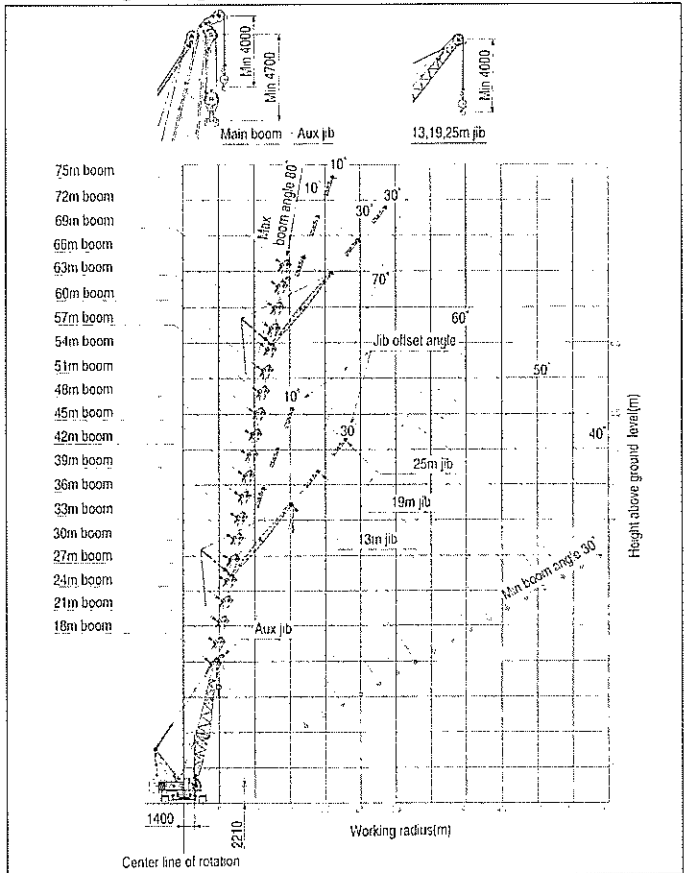 Min 4000
Min 4700
Main boom · Aux jib
Min 4000
13,19,25m jib
75m boom
72m boom
69m boom
66m boom
63m boom
60m boom
57m boom
54m boom
51m boom
48m boom
45m boom
42m boom
39m boom
36m boom
33m boom
30m boom
27m boom
24m boom
21m boom
18m boom
Max
boom angle 80°
10°
10°
30°
30°
70°
60°
Jib offset angle
50°
10°
30
40°
25m jib
19m jib
13m jib
Min boom angle 30°
Aux jib
Height above ground level(m)
1400
2210
Working radius(m)
Center line of rotation